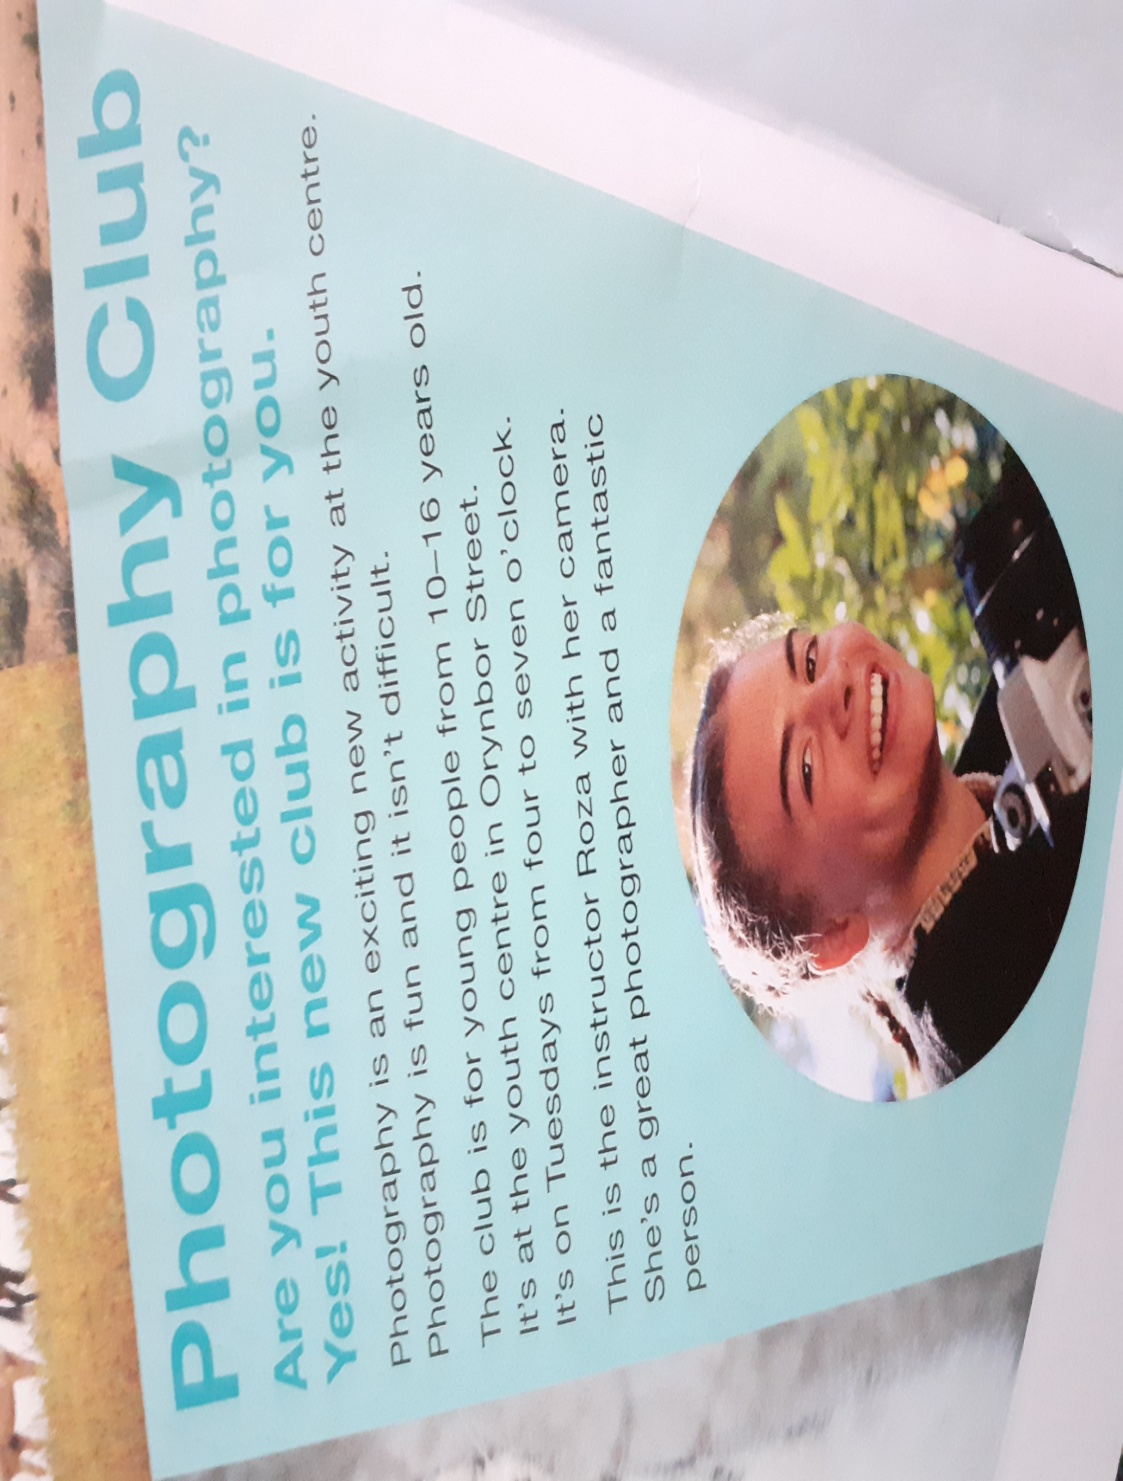 Photography Club
Are you interested in photography?
Yes! This new club is for you.
Photography is an exciting new activity at the youth centre.
Photography is fun and it isn't difficult.
The club is for young people from 10–16 years old.
It's at the youth centre in Orynbor Street.
It's on Tuesdays from four to seven o'clock.
This is the instructor Roza with her camera.
She's a great photographer and a fantastic
person.